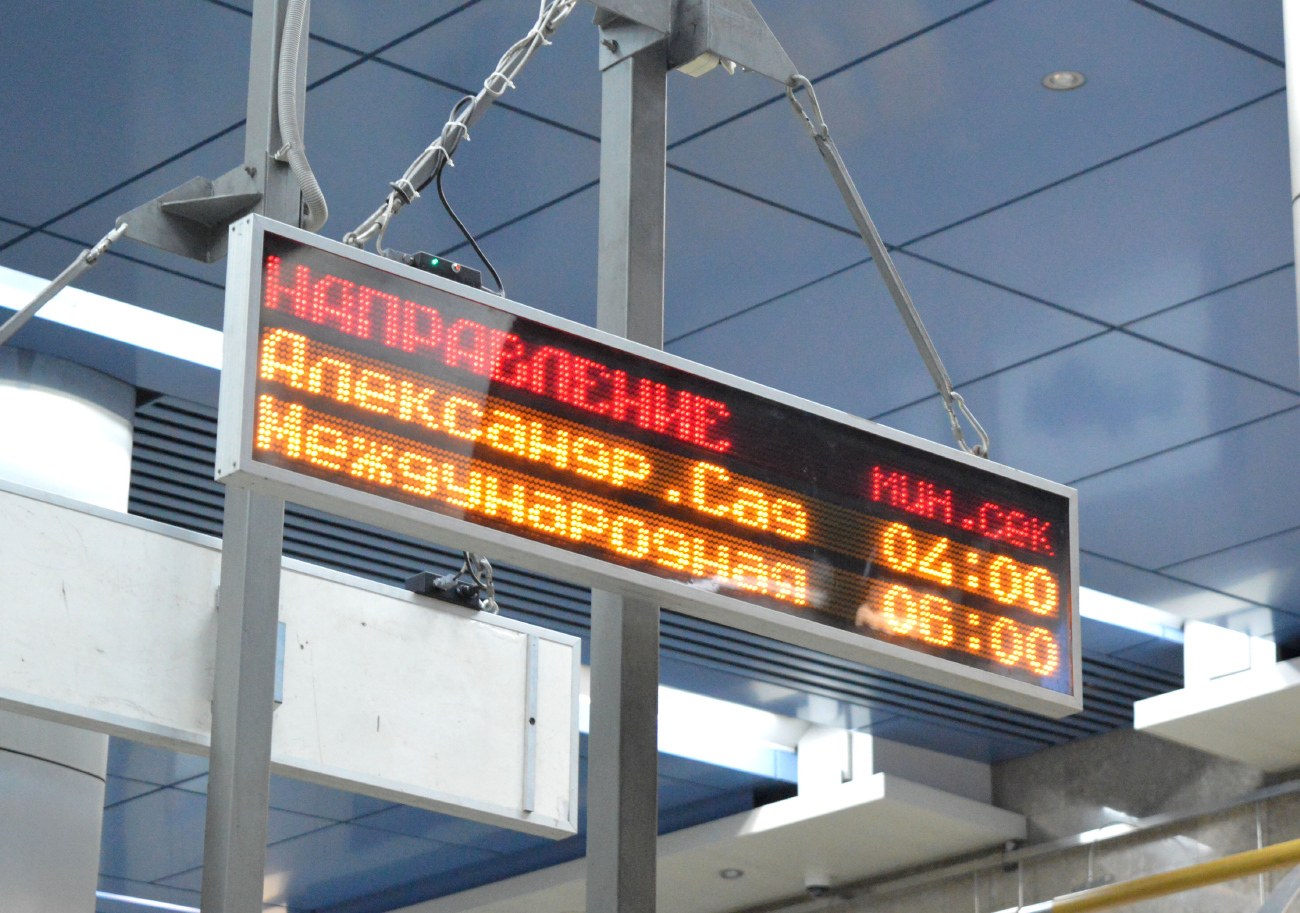 НАПРАВЛЕНИЕ мин.сек
Александр.Сад 04:00
Международная 06:00